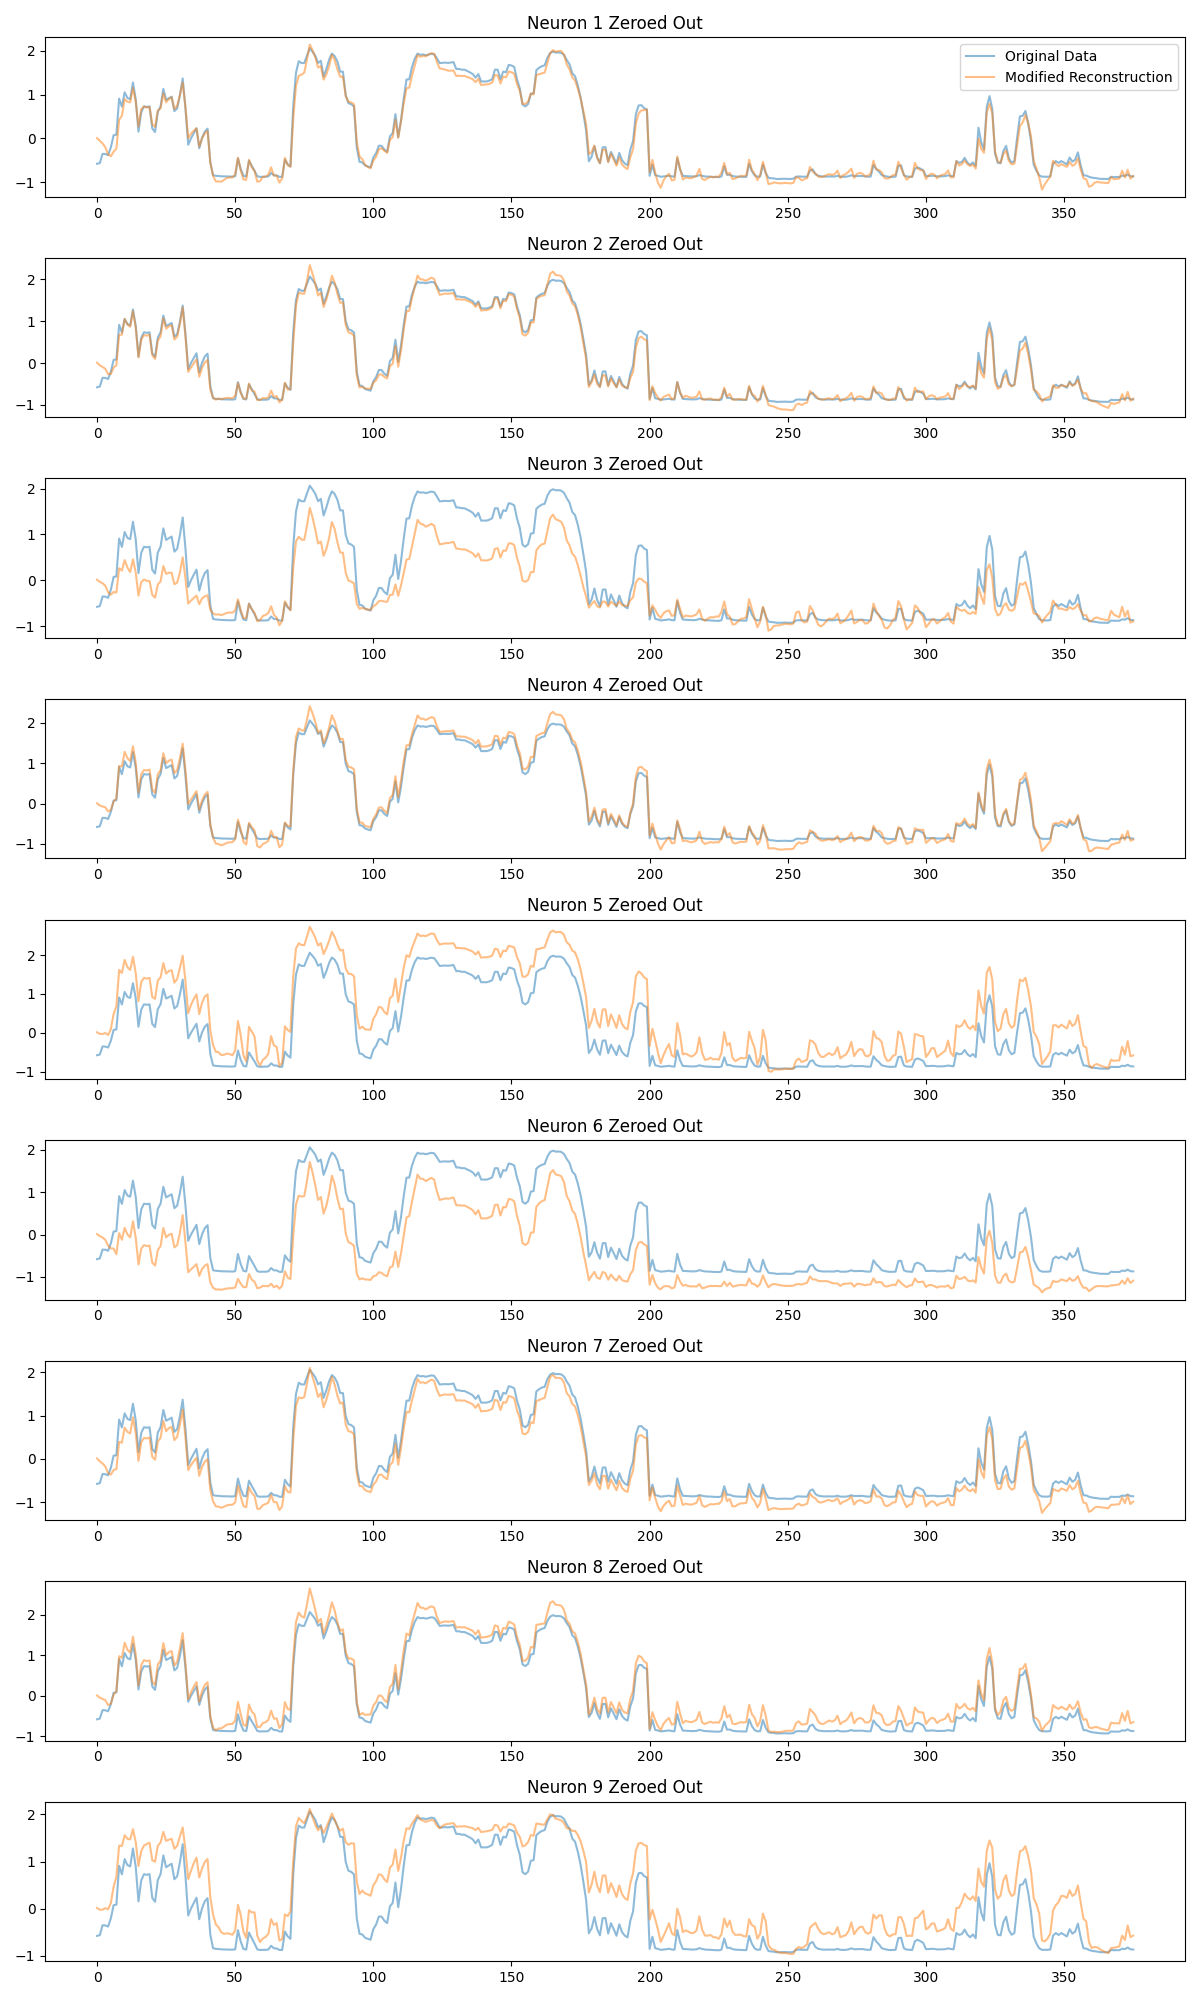 Neuron 1 Zeroed Out
Original Data
Modified Reconstruction
2
1
0
−1
0 50 100 150 200 250 300 350
Neuron 2 Zeroed Out
2
1
0
−1
0 50 100 150 200 250 300 350
Neuron 3 Zeroed Out
2
1
0
−1
0 50 100 150 200 250 300 350
Neuron 4 Zeroed Out
2
1
0
−1
0 50 100 150 200 250 300 350
Neuron 5 Zeroed Out
2
1
0
−1
0 50 100 150 200 250 300 350
Neuron 6 Zeroed Out
2
1
0
−1
0 50 100 150 200 250 300 350
Neuron 7 Zeroed Out
2
1
0
−1
0 50 100 150 200 250 300 350
Neuron 8 Zeroed Out
2
1
0
−1
0 50 100 150 200 250 300 350
Neuron 9 Zeroed Out
2
1
0
−1
0 50 100 150 200 250 300 350